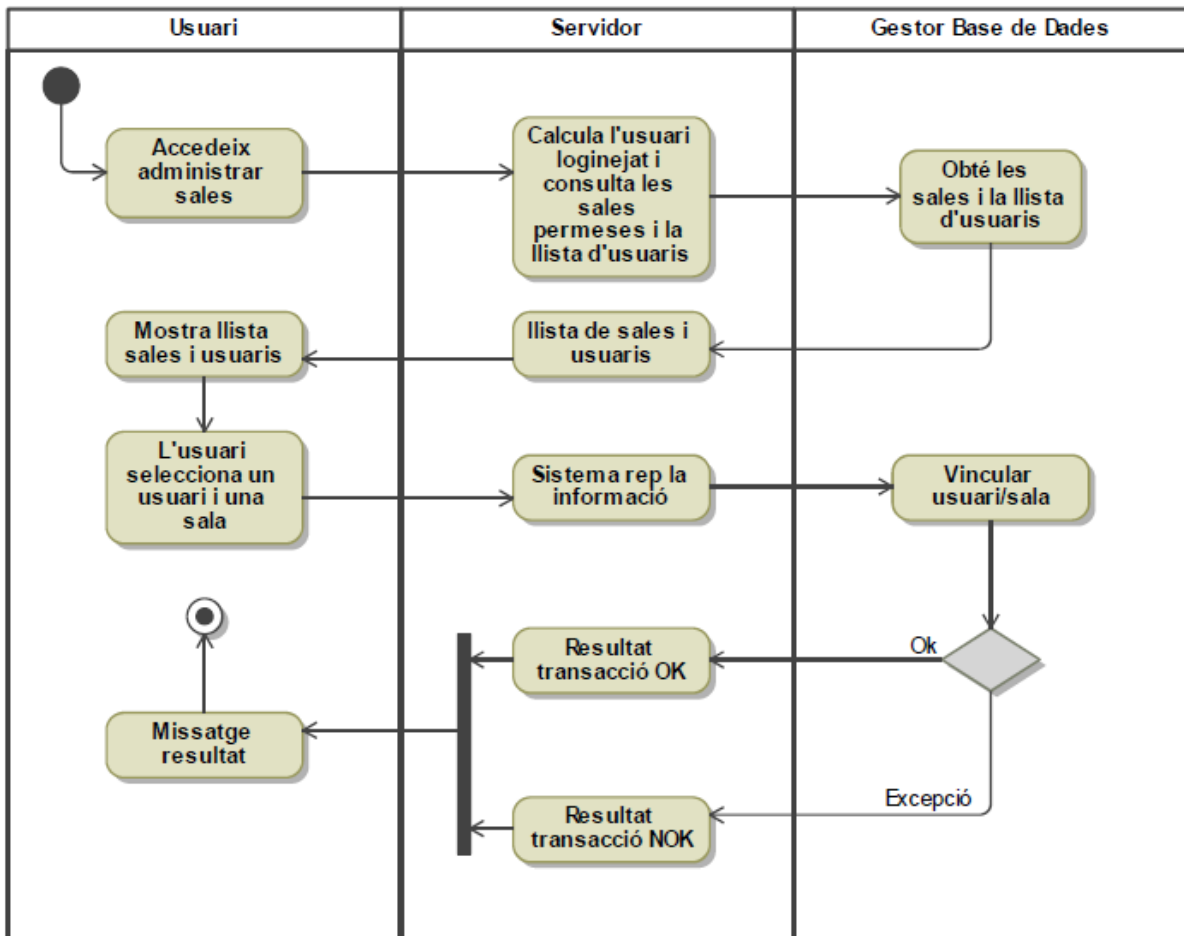 Usuari
Servidor
Gestor Base de Dades
Accedeix
administrar
sales
Calcula l'usuari
loginejat i
consulta les
sales
permeses i la
llista d'usuaris
Obté les
sales i la llista
d'usuaris
Mostra llista
sales i usuaris
llista de sales i
usuaris
L'usuari
selecciona un
usuari i una
sala
Sistema rep la
informació
Vincular
usuari/sala
Resultat
transacció OK
Ok
Missatge
resultat
Excepció
Resultat
transacció NOK